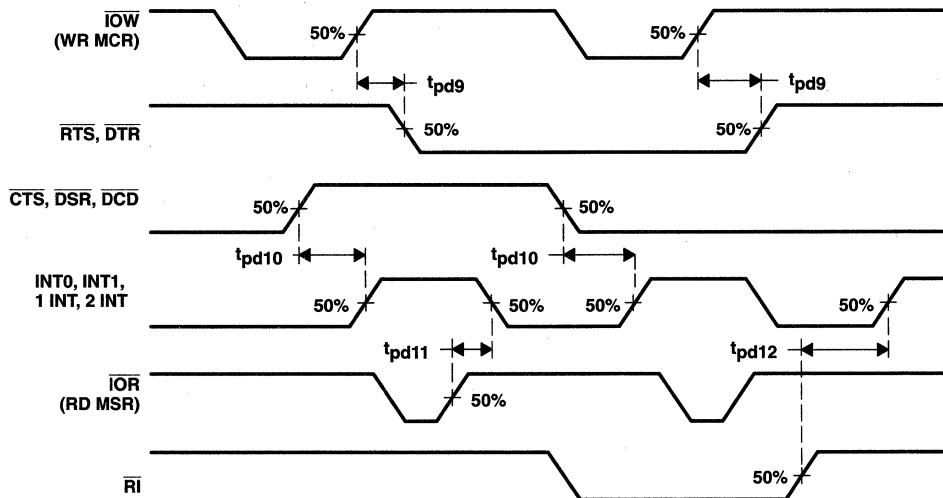 IOW
(WR MCR)
50%
50%
tpd9
tpd9
RTS, DTR
50%
50%
CTS, DSR, DCD
50%
50%
tpd10
tpd10
INT0, INT1,
1 INT, 2 INT
50%
50%
50%
50%
tpd11
tpd12
IOR
(RD MSR)
50%
RI
50%